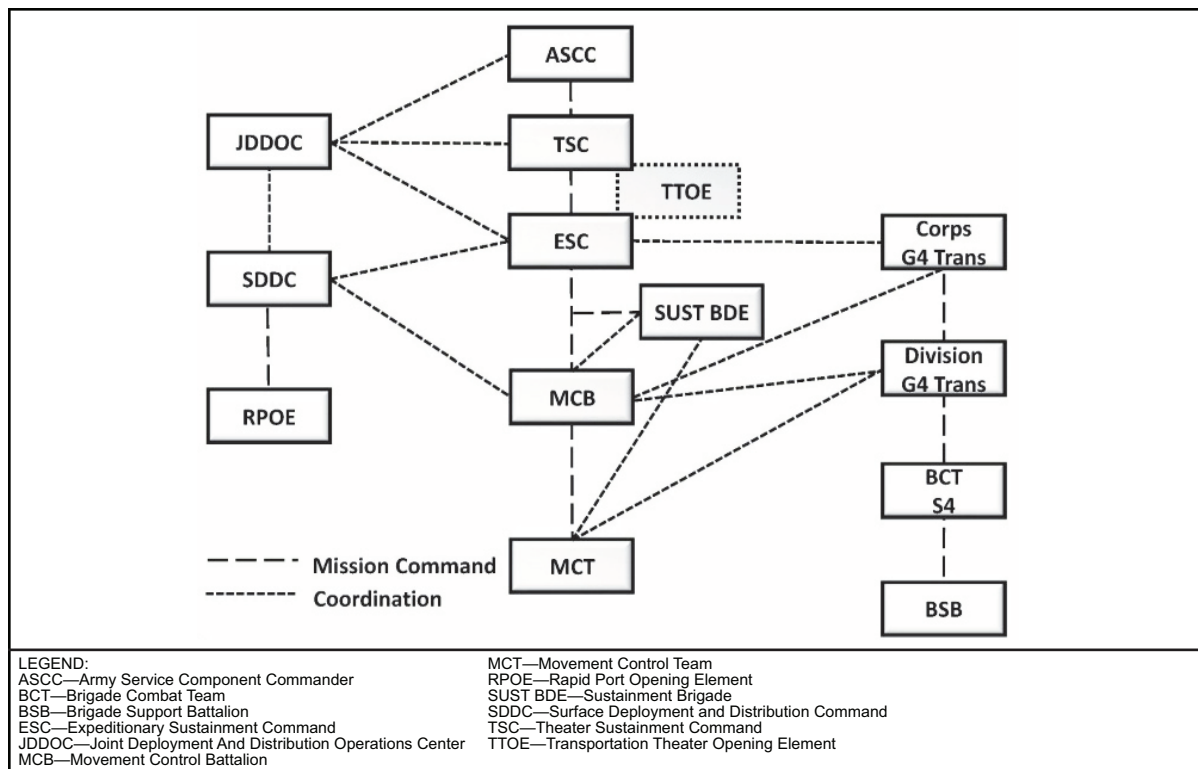 ASCC
JDDOC
TSC
TTOE
ESC
Corps
G4 Trans
SDDC
SUST BDE
Division
G4 Trans
MCB
RPOE
BCT
S4
MCT
BSB
Mission Command
Coordination
LEGEND:
ASCC—Army Service Component Commander
BCT—Brigade Combat Team
BSB—Brigade Support Battalion
ESC—Expeditionary Sustainment Command
JDDOC—Joint Deployment And Distribution Operations Center
MCB—Movement Control Battalion
MCT—Movement Control Team
RPOE—Rapid Port Opening Element
SUST BDE—Sustainment Brigade
SDDC—Surface Deployment and Distribution Command
TSC—Theater Sustainment Command
TTOE—Transportation Theater Opening Element